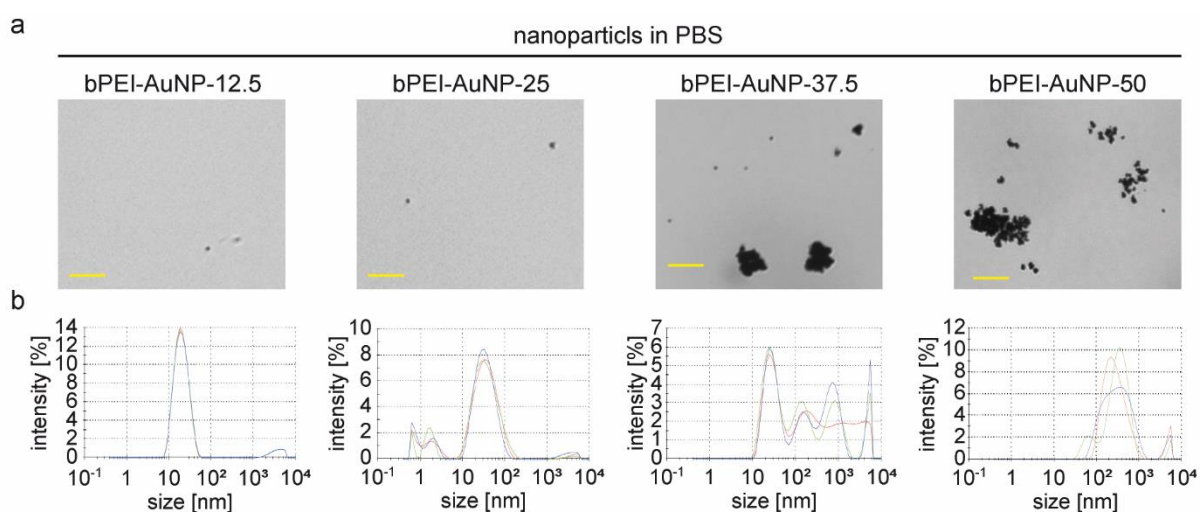 a
nanoparticls in PBS
bPEI-AuNP-12.5 bPEI-AuNP-25 bPEI-AuNP-37.5 bPEI-AuNP-50
b
intensity [%] intensity [%] intensity [%] intensity [%]
14 10 7 12
12 8 6 10
10 6 5 8
8 4 4 6
6 2 3 4
4 0 2 2
2 1 0
0 0
10⁻¹ 1 10 10² 10³ 10⁴ 10⁻¹ 1 10 10² 10³ 10⁴ 10⁻¹ 1 10 10² 10³ 10⁴ 10⁻¹ 1 10 10² 10³ 10⁴
size [nm] size [nm] size [nm] size [nm]